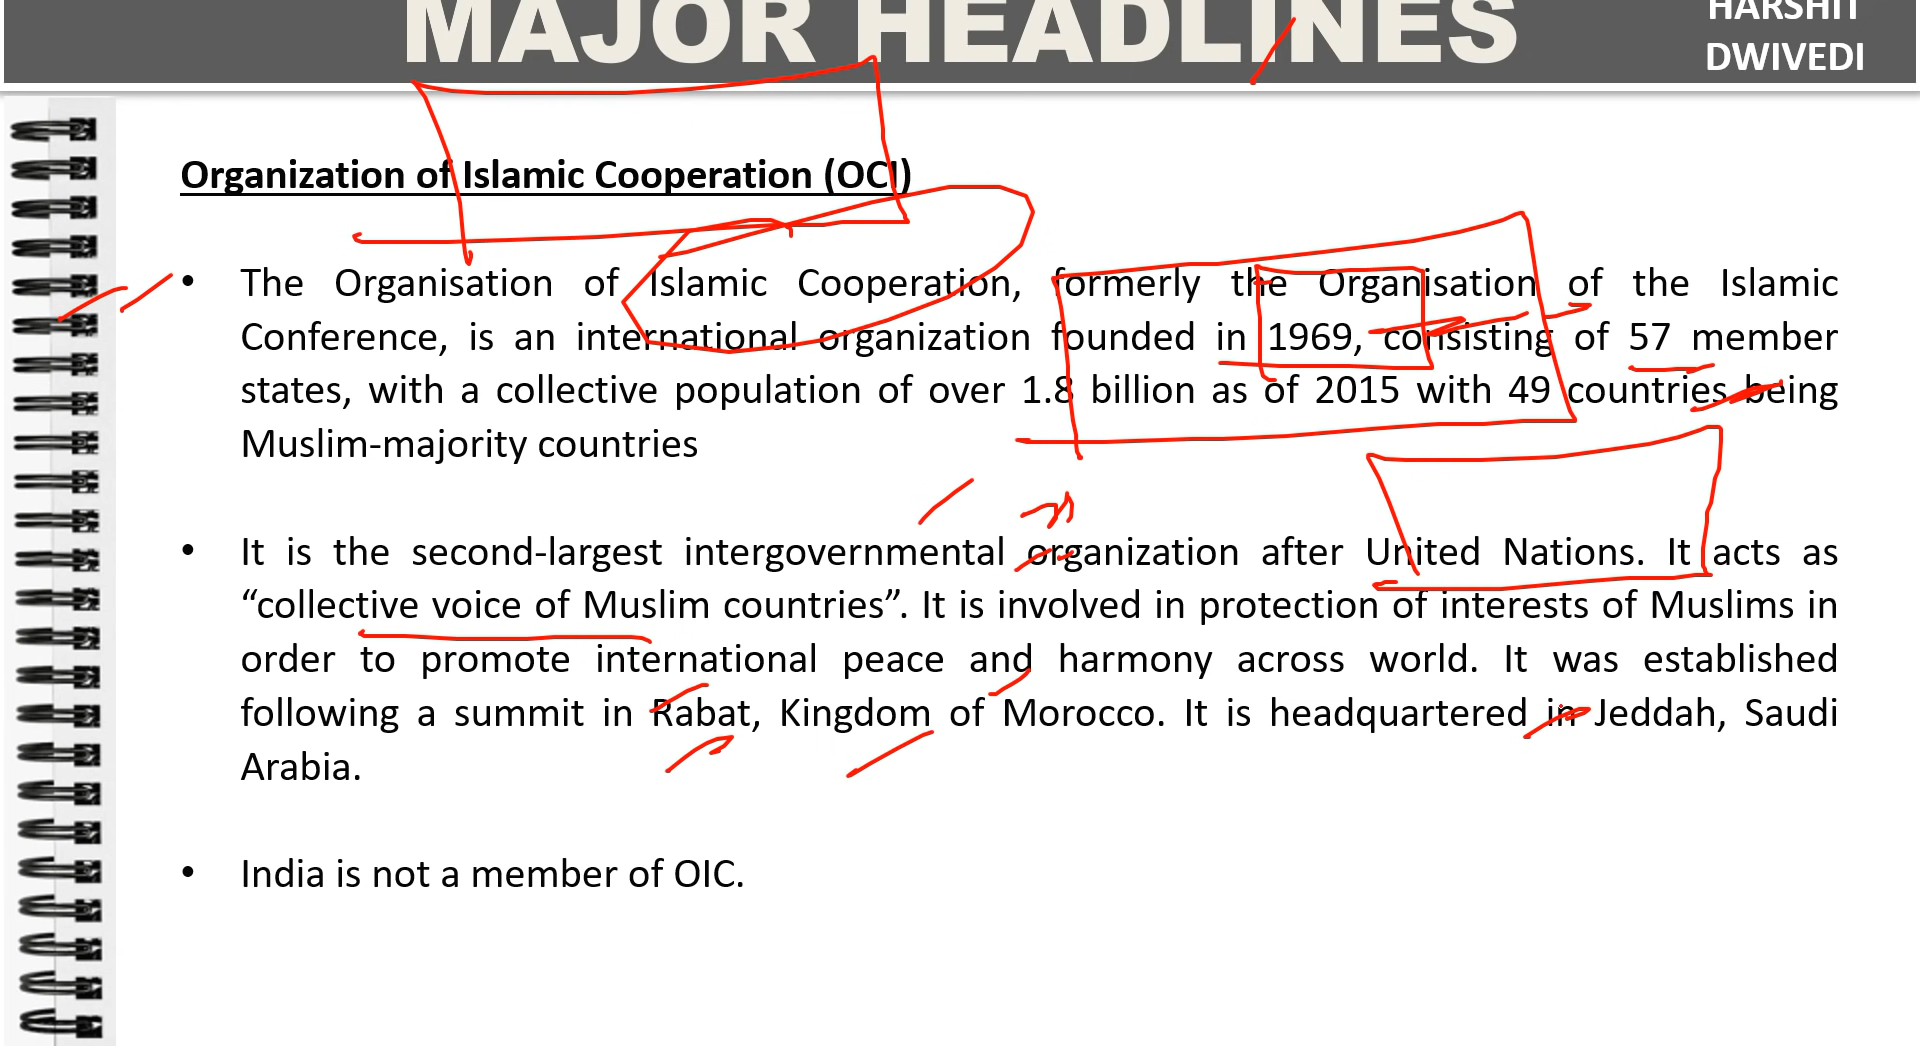 MAJOR HEADLINES
HARSHIT
DWIVEDI
Organization of Islamic Cooperation (OCI)
• The Organisation of Islamic Cooperation, formerly the Organisation of the Islamic
Conference, is an international organization founded in 1969, consisting of 57 member
states, with a collective population of over 1.8 billion as of 2015 with 49 countries being
Muslim-majority countries
• It is the second-largest intergovernmental organization after United Nations. It acts as
“collective voice of Muslim countries”. It is involved in protection of interests of Muslims in
order to promote international peace and harmony across world. It was established
following a summit in Rabat, Kingdom of Morocco. It is headquartered in Jeddah, Saudi
Arabia.
• India is not a member of OIC.